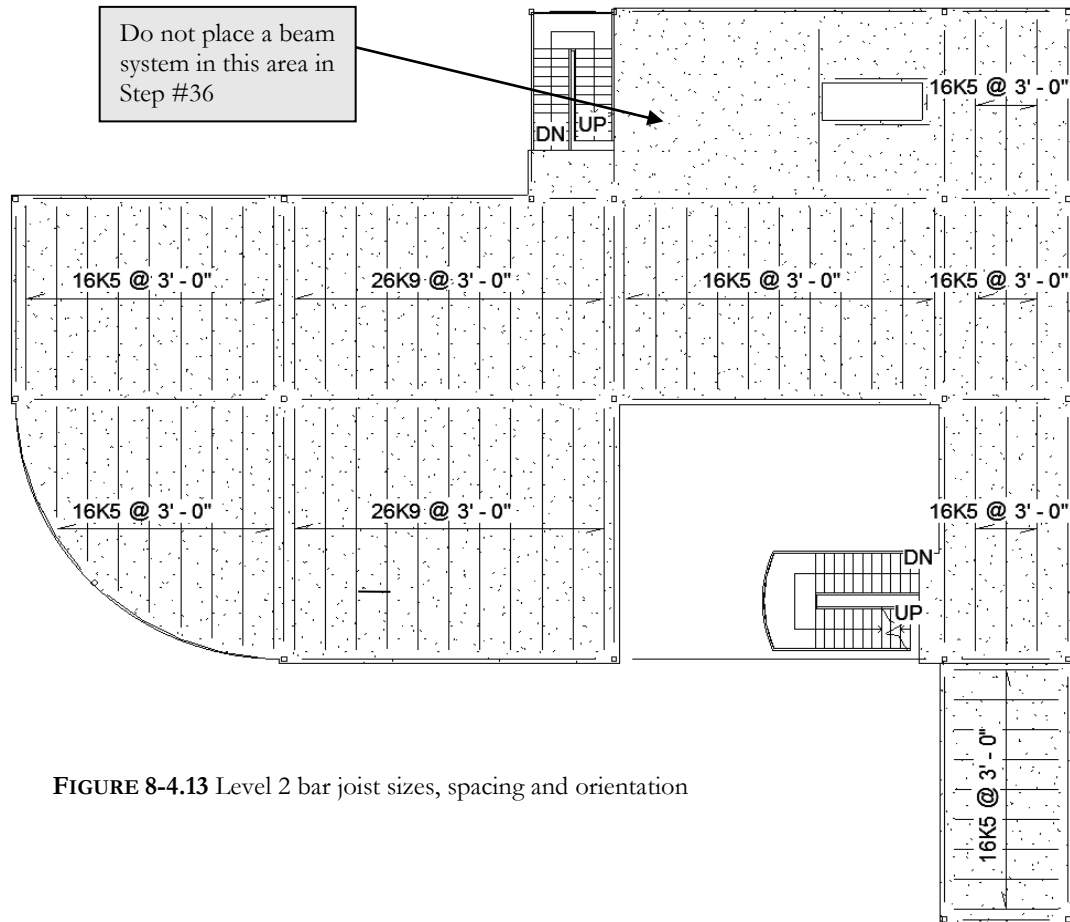 Do not place a beam
system in this area in
Step #36
DN
UP
16K5 @ 3' - 0"
16K5 @ 3' - 0"
26K9 @ 3' - 0"
16K5 @ 3' - 0"
16K5 @ 3' - 0"
16K5 @ 3' - 0"
26K9 @ 3' - 0"
16K5 @ 3' - 0"
DN
UP
16K5 @ 3' - 0"
FIGURE 8-4.13 Level 2 bar joist sizes, spacing and orientation